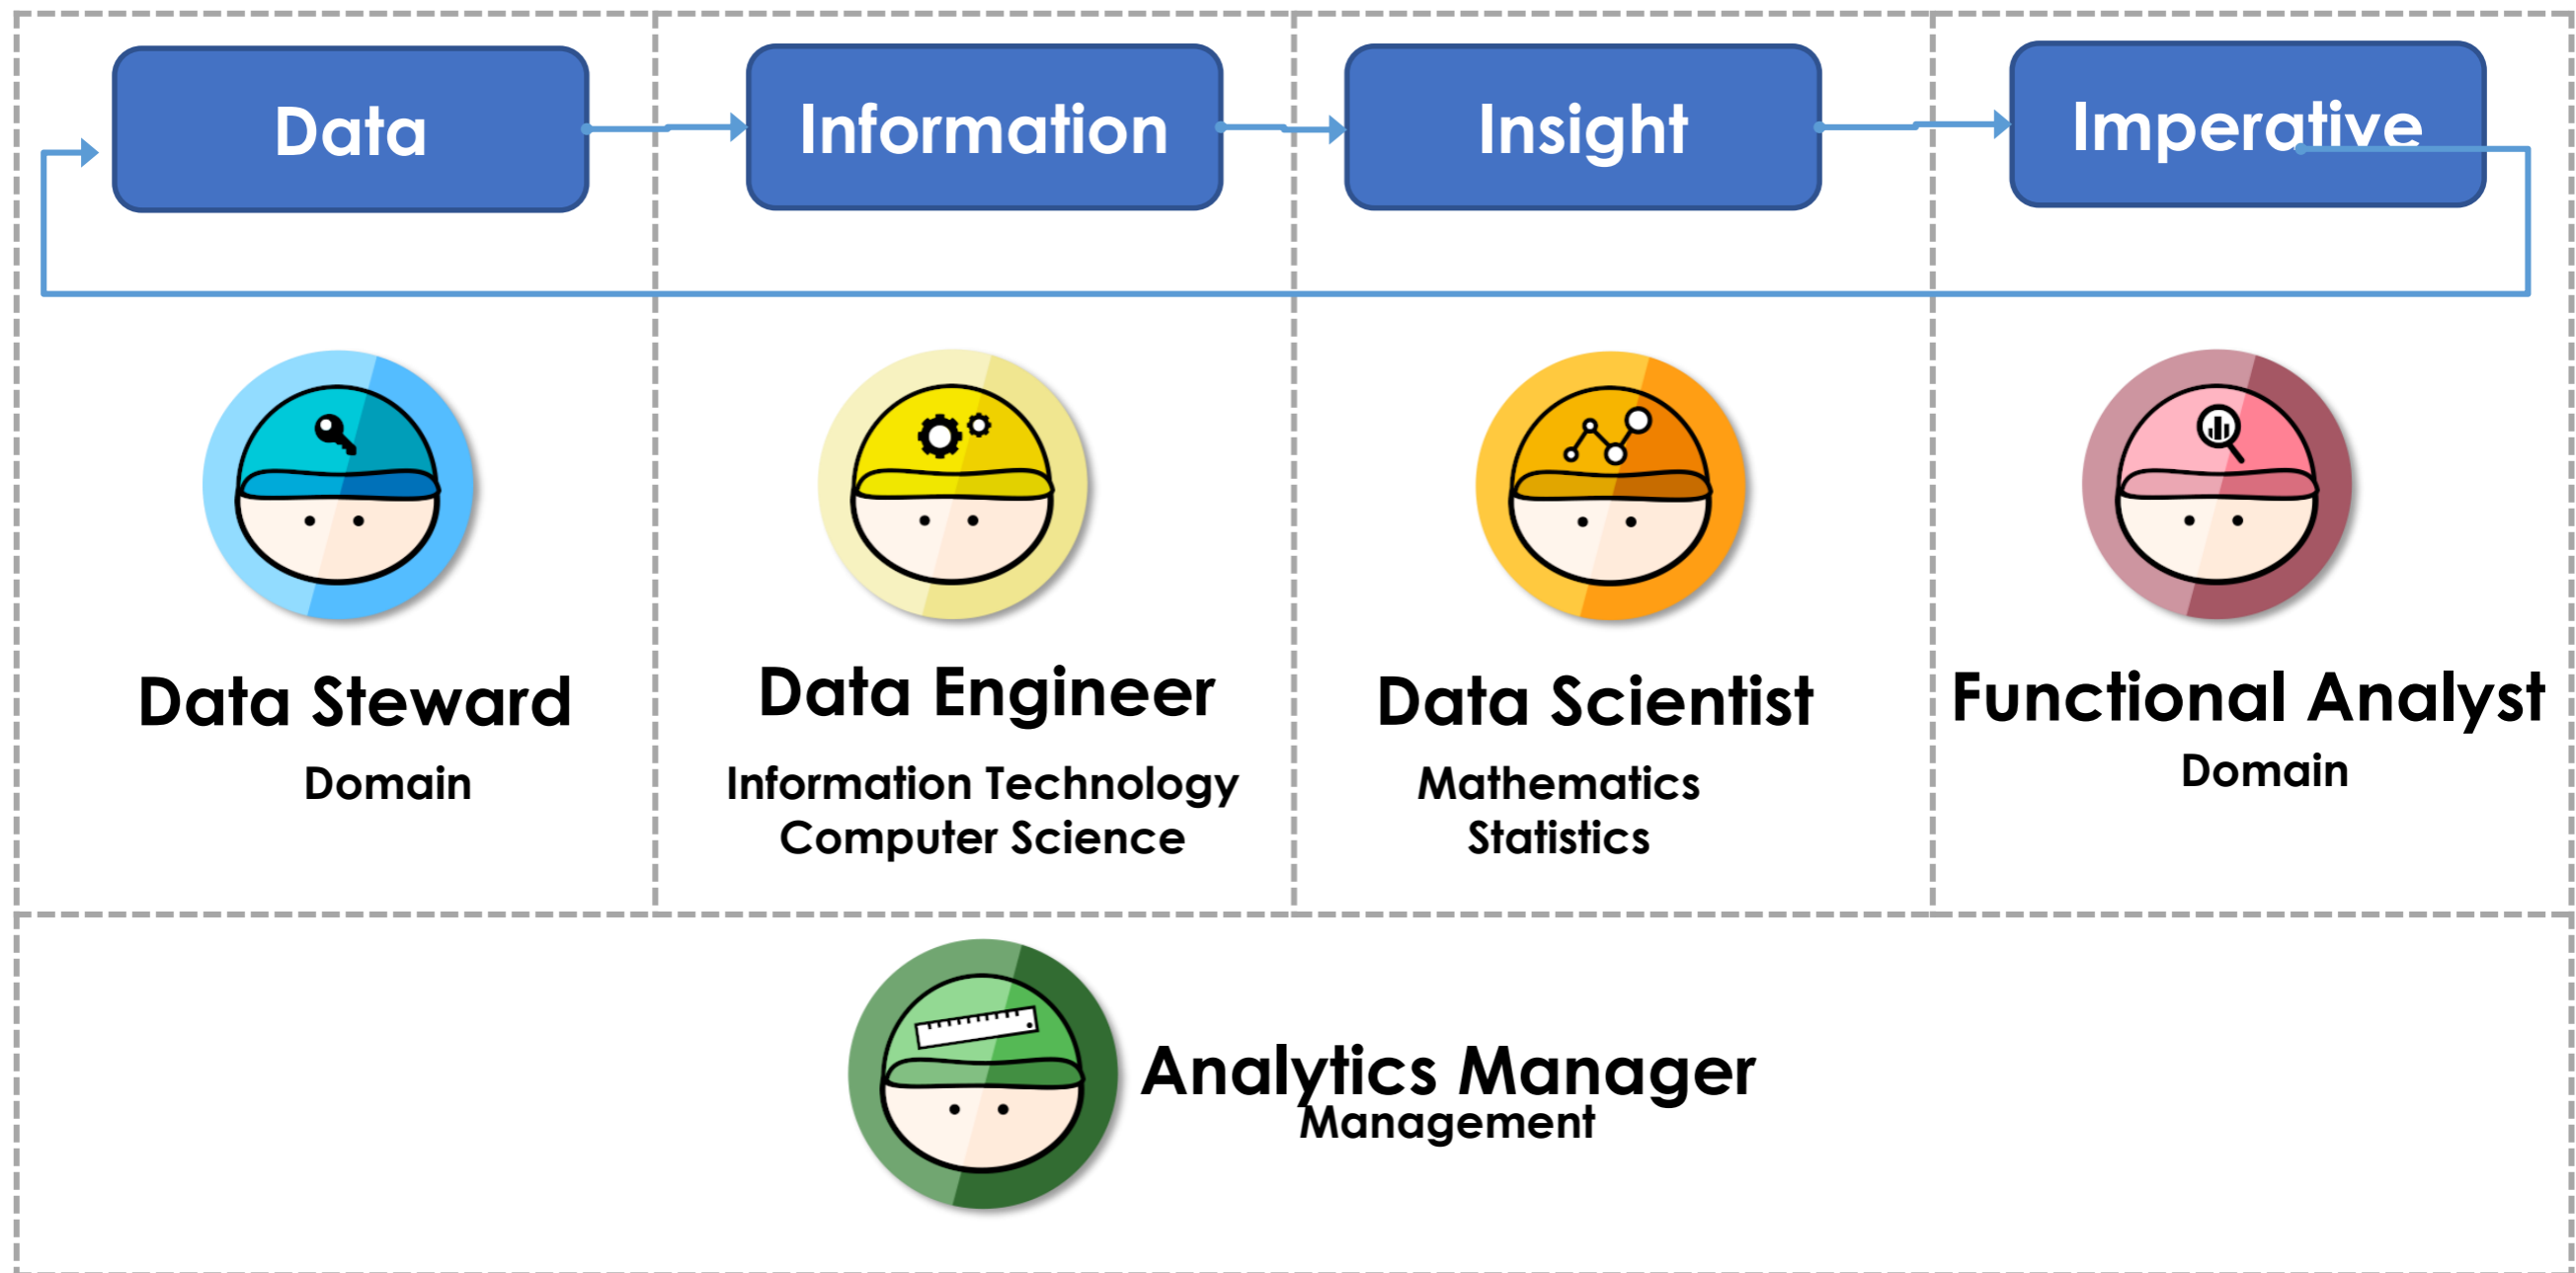 Data
Information
Insight
Imperative
Data Steward
Domain
Data Engineer
Information Technology
Computer Science
Data Scientist
Mathematics
Statistics
Functional Analyst
Domain
Analytics Manager
Management